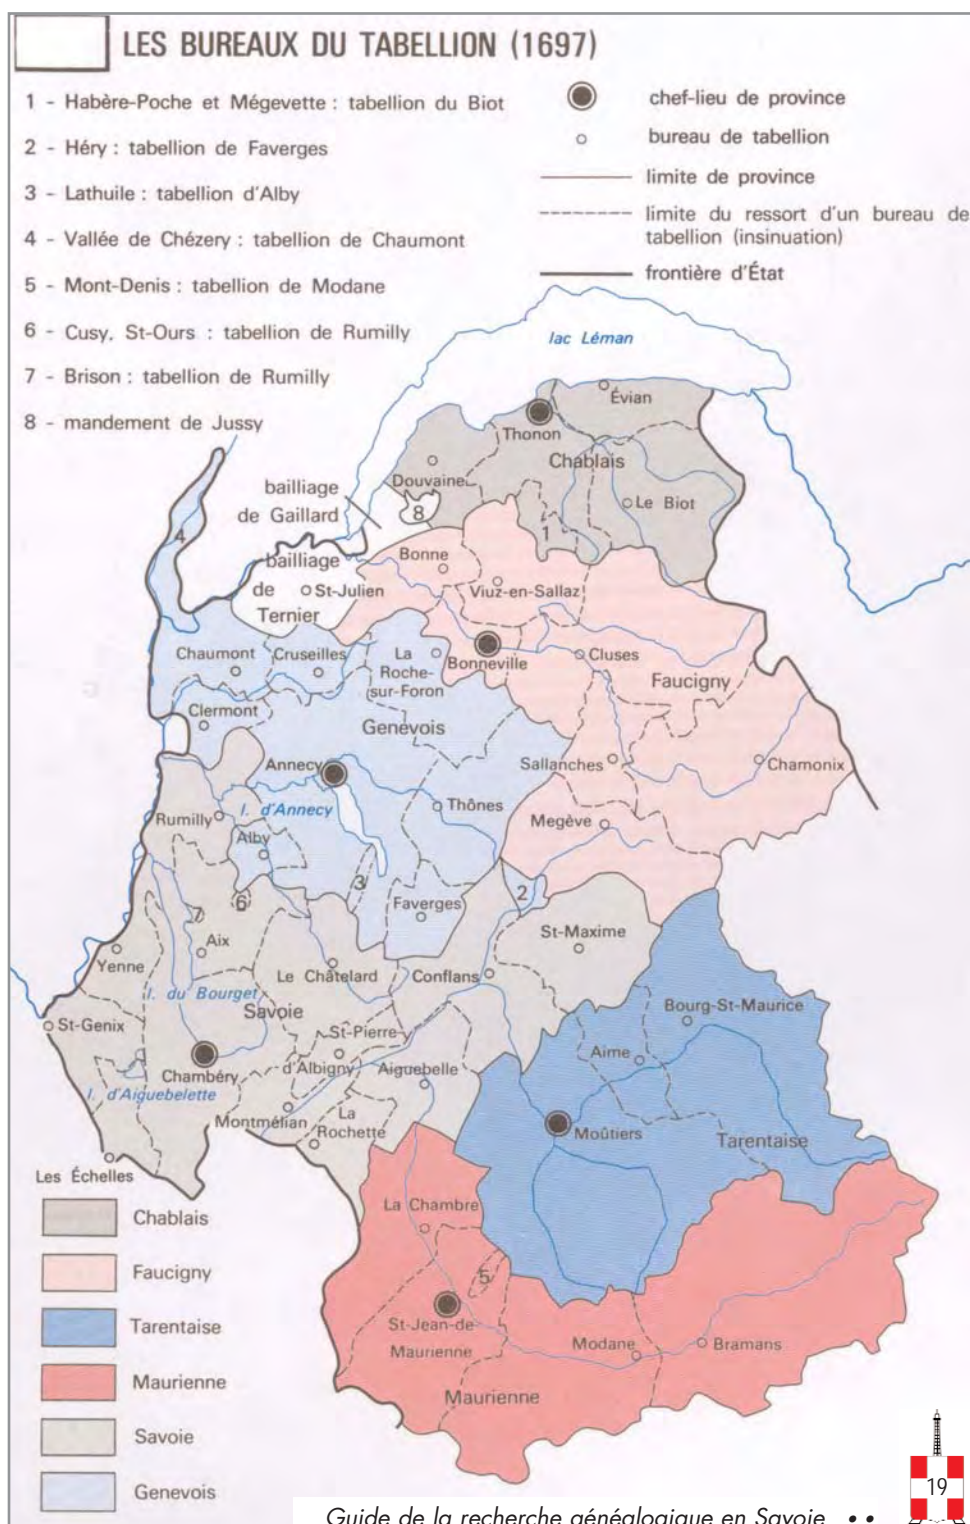 LES BUREAUX DU TABELLION (1697)
1 - Habère-Poche et Mégevette : tabellion du Biot
2 - Héry : tabellion de Faverges
3 - Lathuile : tabellion d'Alby
4 - Vallée de Chézery : tabellion de Chaumont
5 - Mont-Denis : tabellion de Modane
6 - Cusy, St-Ours : tabellion de Rumilly
7 - Brison : tabellion de Rumilly
8 - mandement de Jussy
chef-lieu de province
bureau de tabellion
limite de province
limite du ressort d'un bureau de
tabellion (insinuation)
frontière d'État
lac Léman
Évian
Thonon
Chablais
Douvaine
Le Biot
bailliage
de Gaillard
8
1
4
bailliage
de
Ternier
St-Julien
Bonne
Viuz-en-Sallaz
Chaumont
Cruseilles
La
Roche-
sur-Foron
Bonneville
Cluses
Faucigny
Clermont
Genevois
Annecy
Sallanches
Chamonix
Rumilly
l. d'Annecy
Thônes
Megève
Alby
3
2
6
Faverges
7
St-Maxime
Yenne
Aix
Le Châtelard
Conflans
l. du Bourget
Savoie
Bourg-St-Maurice
St-Genix
St-Pierre-
d'Albigny
Aime
Chambéry
Aiguebelle
l. d'Aiguebelette
Montmélian
La
Rochette
Moûtiers
Tarentaise
Les Échelles
La Chambre
5
St-Jean-de
Maurienne
Modane
Bramans
Maurienne
Chablais
Faucigny
Tarentaise
Maurienne
Savoie
Genevois
19
Guide de la recherche généalogique en Savoie ••